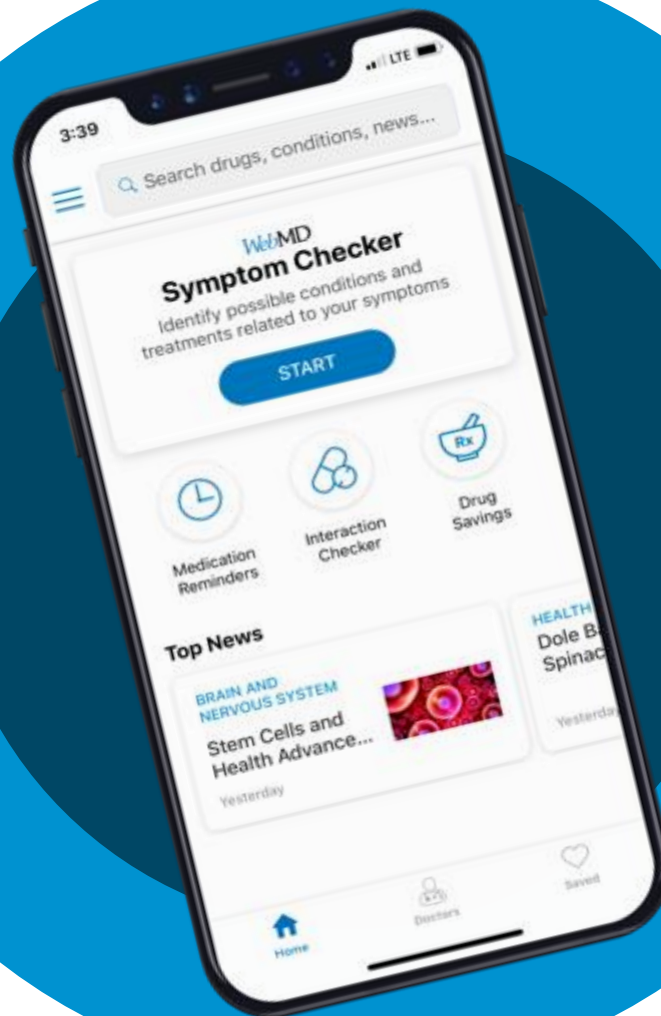 3:39
LTE
Search drugs, conditions, news...
WebMD
Symptom Checker
Identify possible conditions and
treatments related to your symptoms
START
Medication
Reminders
Interaction
Checker
Rx
Drug
Savings
Top News
BRAIN AND
NERVOUS SYSTEM
Stem Cells and
Health Advance...
Yesterday
HEALTH
Dole
Yesterday
Home
Doctors
Saved